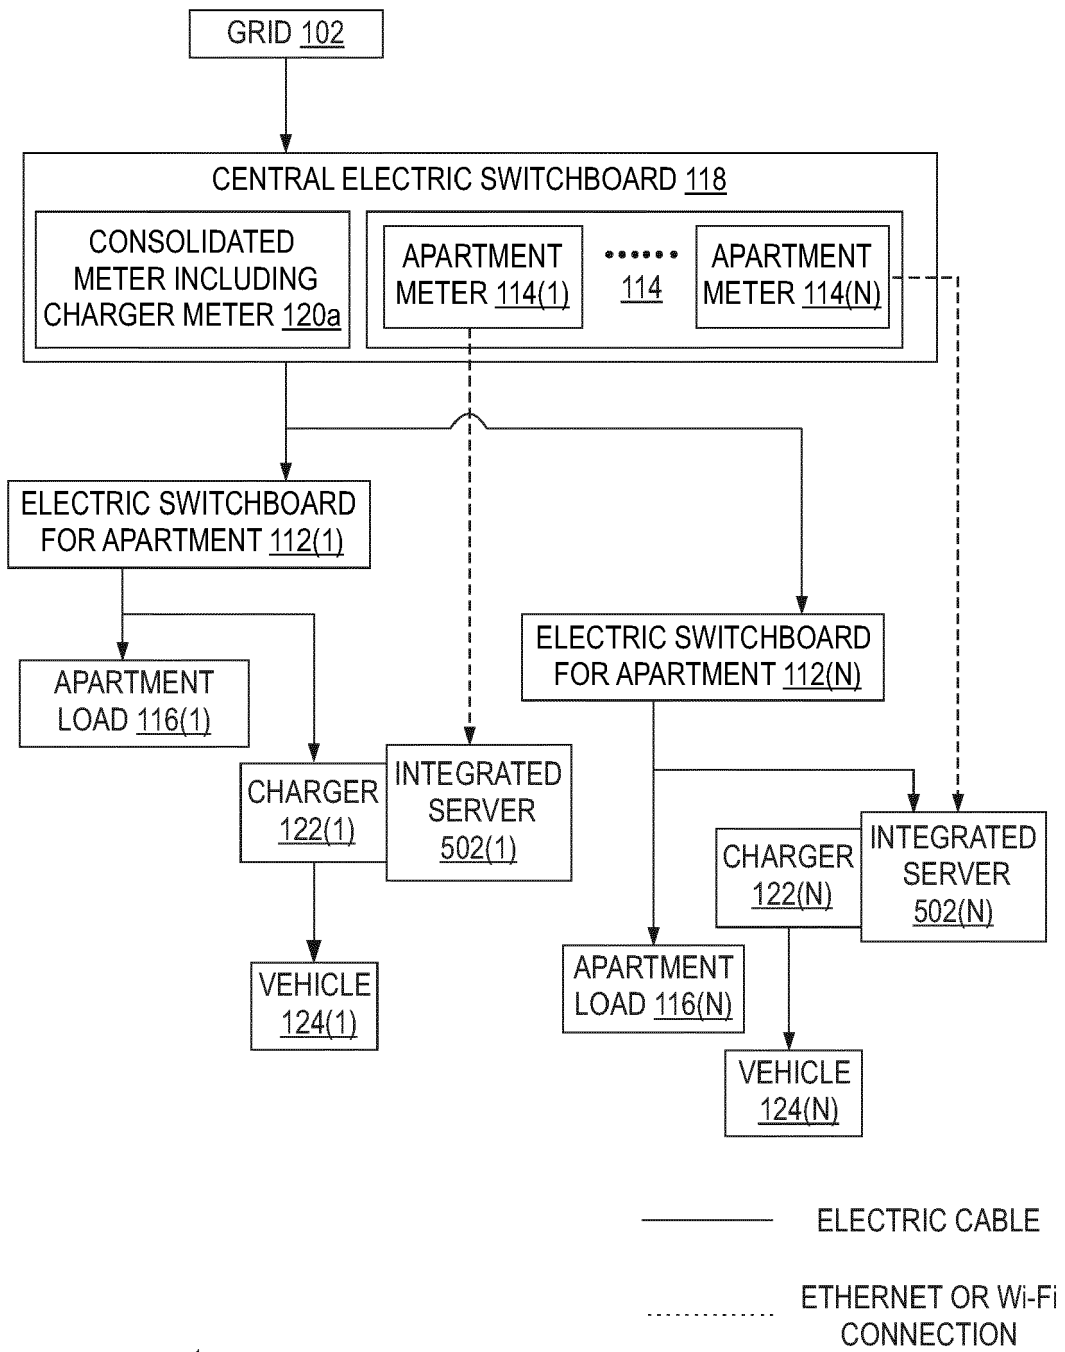 GRID 102
CENTRAL ELECTRIC SWITCHBOARD 118
CONSOLIDATED
METER INCLUDING
CHARGER METER 120a
APARTMENT
METER 114(1)
114
APARTMENT
METER 114(N)
ELECTRIC SWITCHBOARD
FOR APARTMENT 112(1)
ELECTRIC SWITCHBOARD
FOR APARTMENT 112(N)
APARTMENT
LOAD 116(1)
CHARGER
122(1)
INTEGRATED
SERVER
502(1)
CHARGER
122(N)
INTEGRATED
SERVER
502(N)
VEHICLE
124(1)
APARTMENT
LOAD 116(N)
VEHICLE
124(N)
ELECTRIC CABLE
ETHERNET OR Wi-Fi
CONNECTION